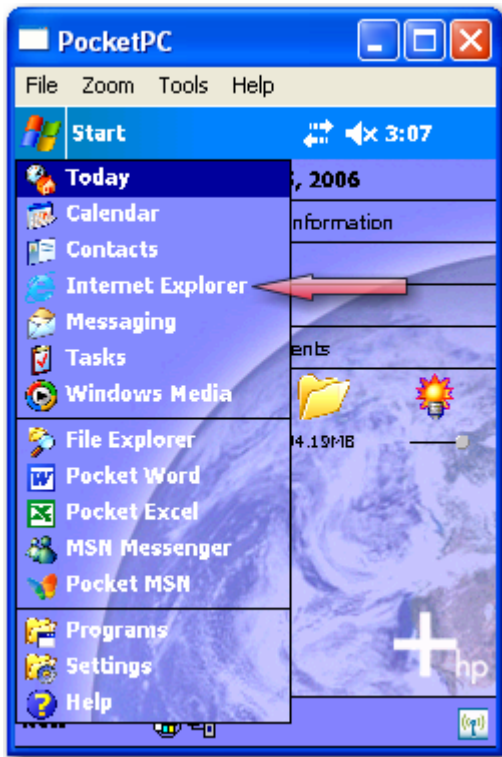 PocketPC
File Zoom Tools Help
Start 3:07
Today
, 2006
Calendar
nformation
Contacts
Internet Explorer
Messaging
Tasks
ents
Windows Media
File Explorer
4.19MB
Pocket Word
Pocket Excel
MSN Messenger
Pocket MSN
Programs
Settings
hp
Help